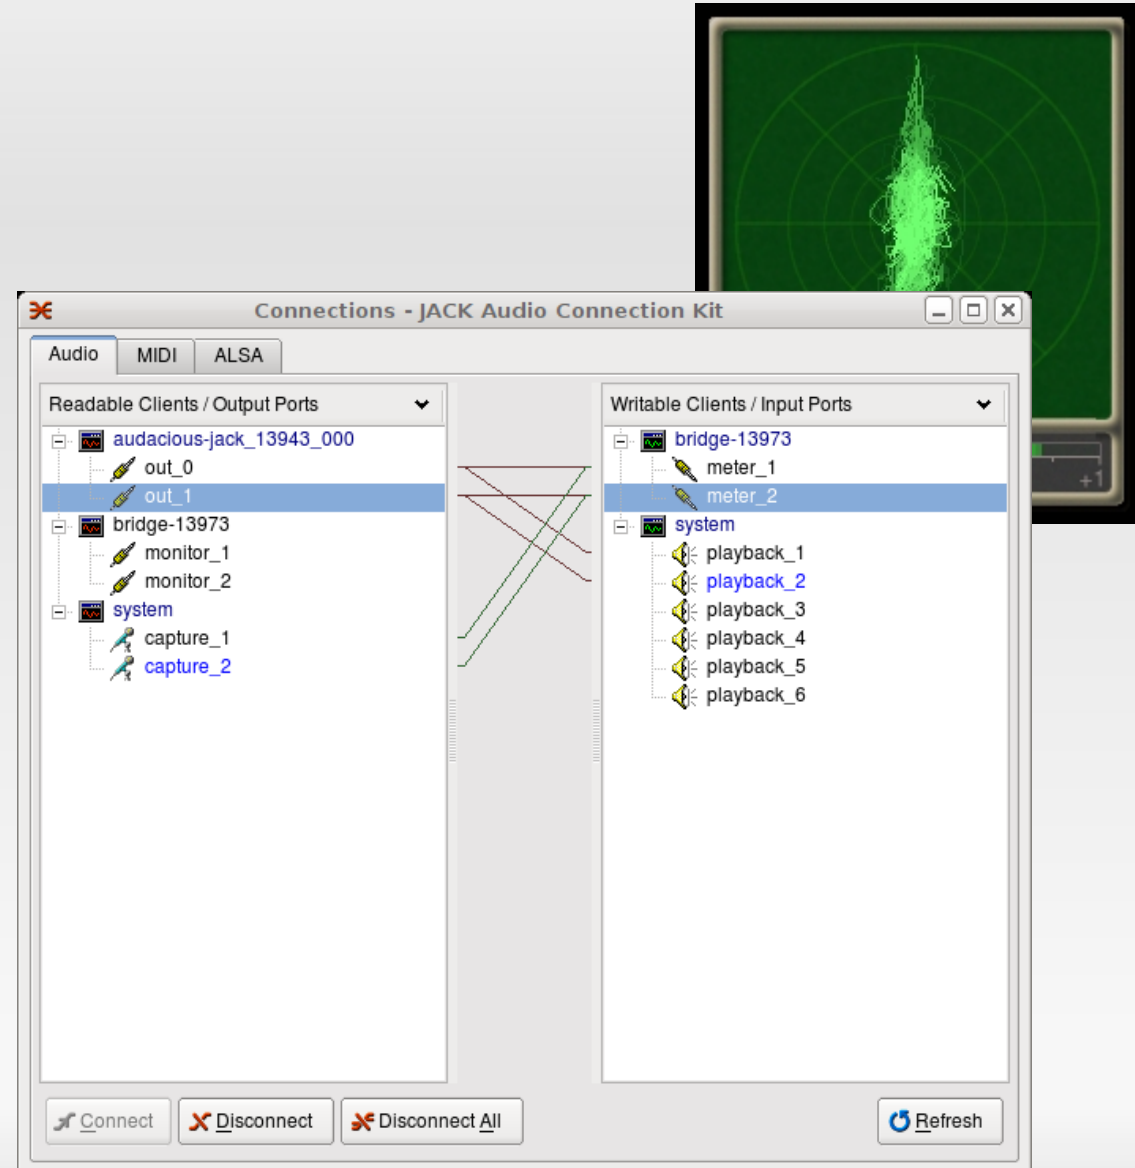 Connections - JACK Audio Connection Kit
Audio MIDI ALSA
Readable Clients / Output Ports
audacious-jack_13943_000
out_0
out_1
bridge-13973
monitor_1
monitor_2
system
capture_1
capture_2
Writable Clients / Input Ports
bridge-13973
meter_1
meter_2
system
playback_1
playback_2
playback_3
playback_4
playback_5
playback_6
+1
Connect Disconnect Disconnect All Refresh